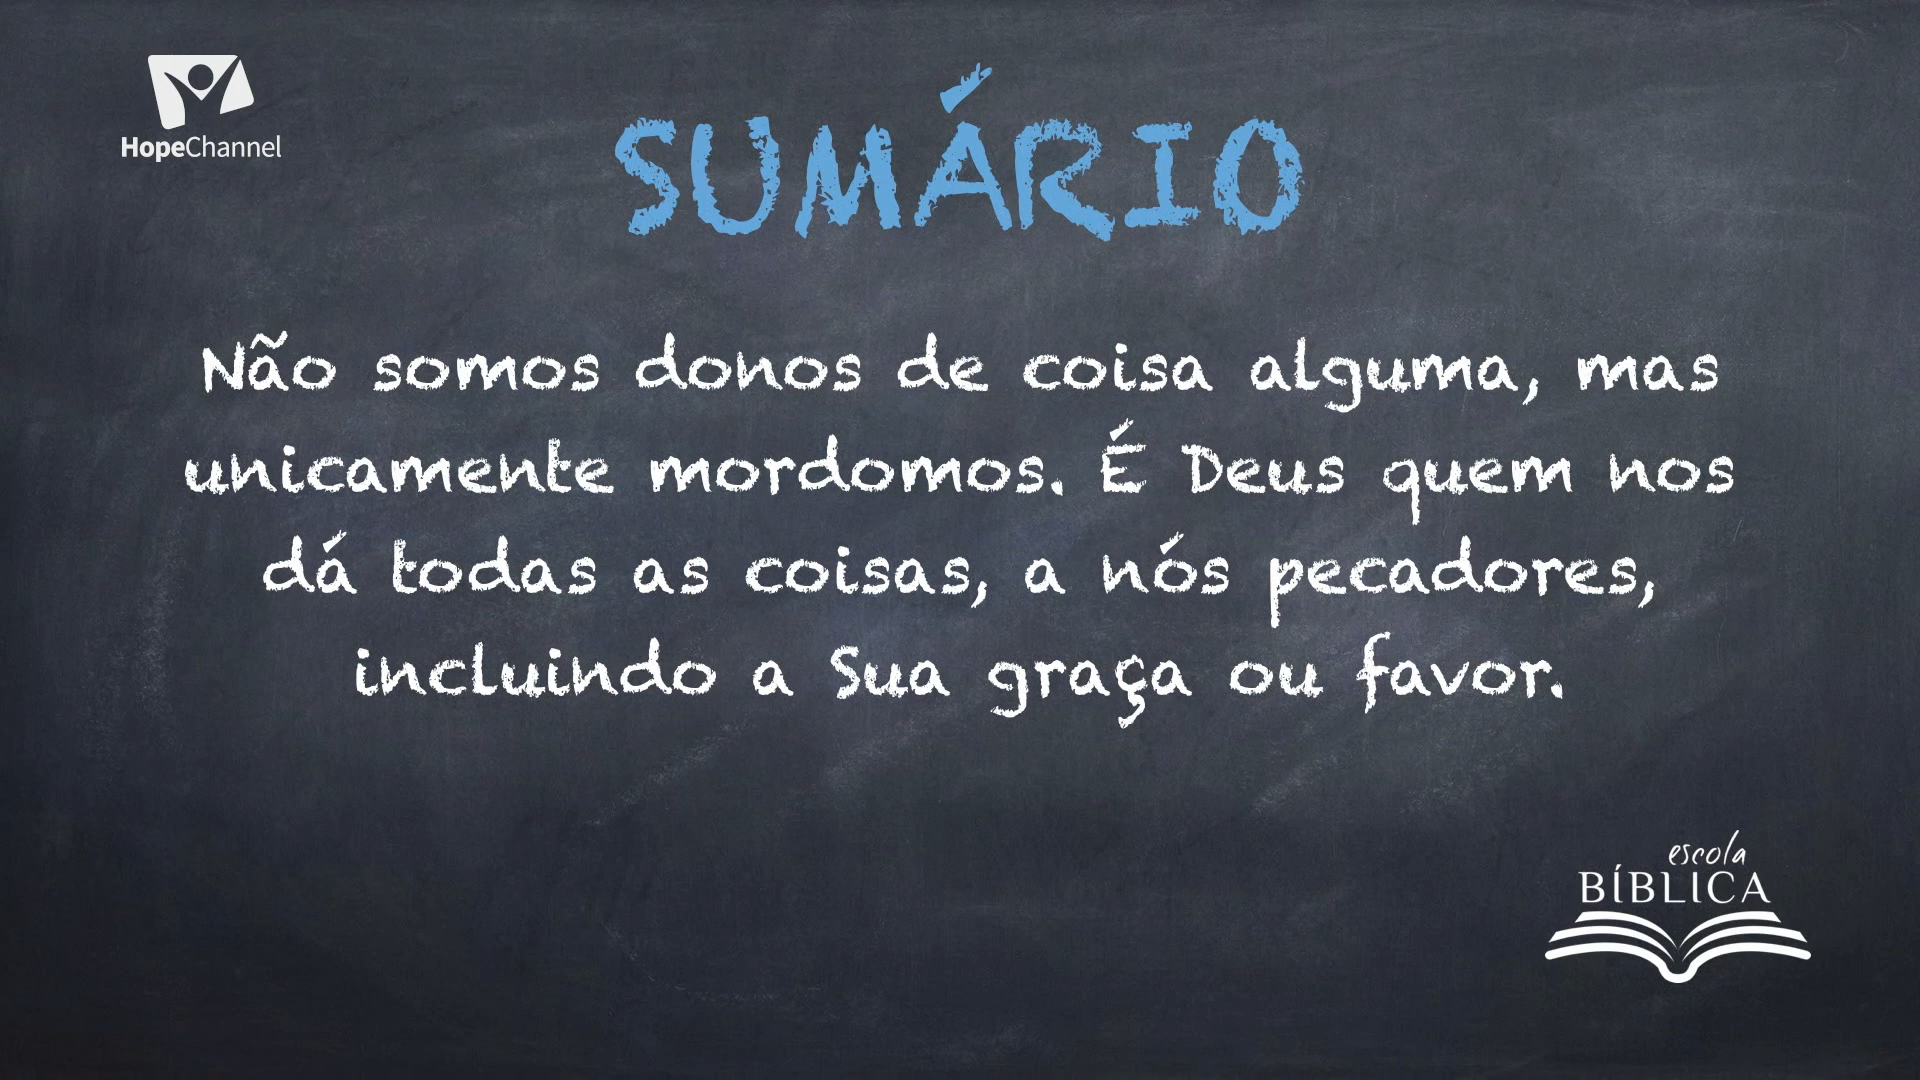 HopeChannel
SUMÁRIO
Não somos donos de coisa alguma, mas
unicamente mordomos. É Deus quem nos
dá todas as coisas, a nós pecadores,
incluindo a Sua graça ou favor.
escola
BÍBLICA